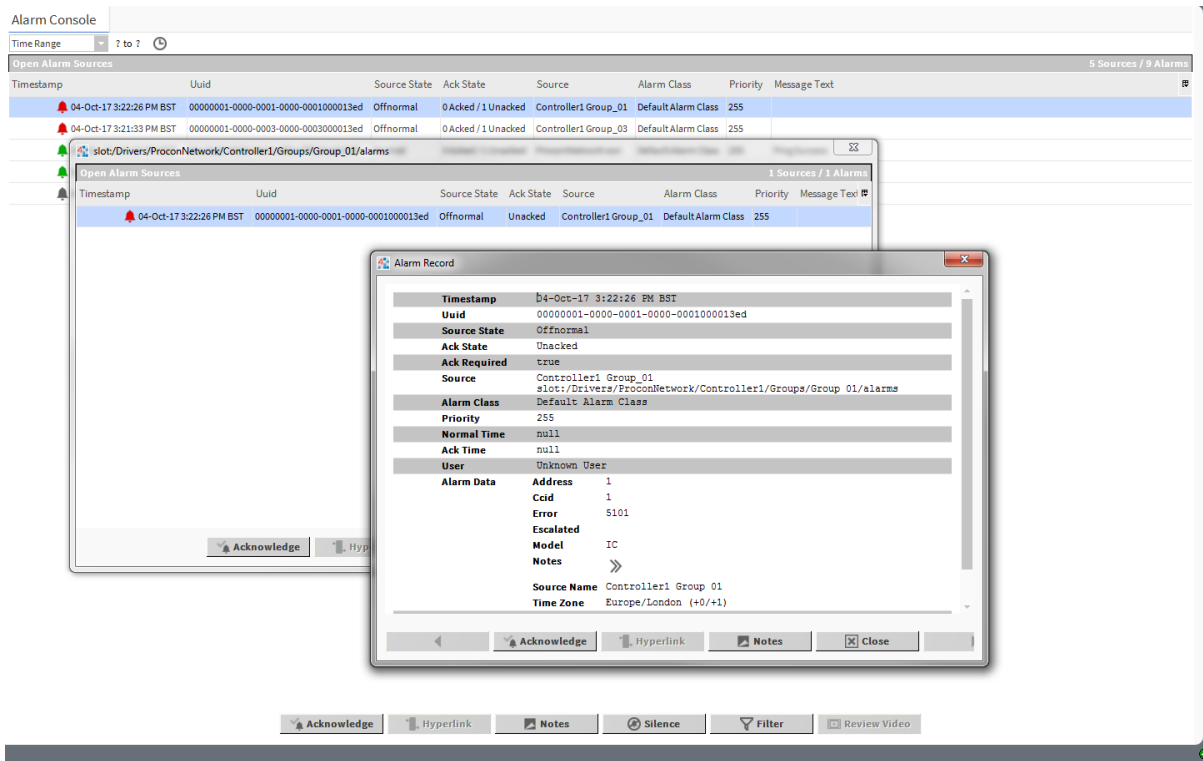 Alarm Console
Time Range ? to ?
Open Alarm Sources 5 Sources / 9 Alarms
Timestamp Uuid Source State Ack State Source Alarm Class Priority Message Text
04-Oct-17 3:22:26 PM BST 00000001-0000-0001-0000-0001000013ed Offnormal 0 Acked / 1 Unacked Controller1 Group_01 Default Alarm Class 255
04-Oct-17 3:21:33 PM BST 00000001-0000-0003-0000-0003000013ed Offnormal 0 Acked / 1 Unacked Controller1 Group_03 Default Alarm Class 255
slot:/Drivers/ProconNetwork/Controller1/Groups/Group_01/alarms
Open Alarm Sources 1 Sources / 1 Alarms
Timestamp Uuid Source State Ack State Source Alarm Class Priority Message Text
04-Oct-17 3:22:26 PM BST 00000001-0000-0001-0000-0001000013ed Offnormal Unacked Controller1 Group_01 Default Alarm Class 255
Acknowledge Hyp
Alarm Record
Timestamp 04-Oct-17 3:22:26 PM BST
Uuid 00000001-0000-0001-0000-0001000013ed
Source State Offnormal
Ack State Unacked
Ack Required true
Source Controller1 Group_01
slot:/Drivers/ProconNetwork/Controller1/Groups/Group 01/alarms
Alarm Class Default Alarm Class
Priority 255
Normal Time null
Ack Time null
User Unknown User
Alarm Data Address 1
Ccid 1
Error 5101
Escalated
Model IC
Notes
Source Name Controller1 Group 01
Time Zone Europe/London (+0/+1)
Acknowledge Hyperlink Notes Close
Acknowledge Hyperlink Notes Silence Filter Review Video